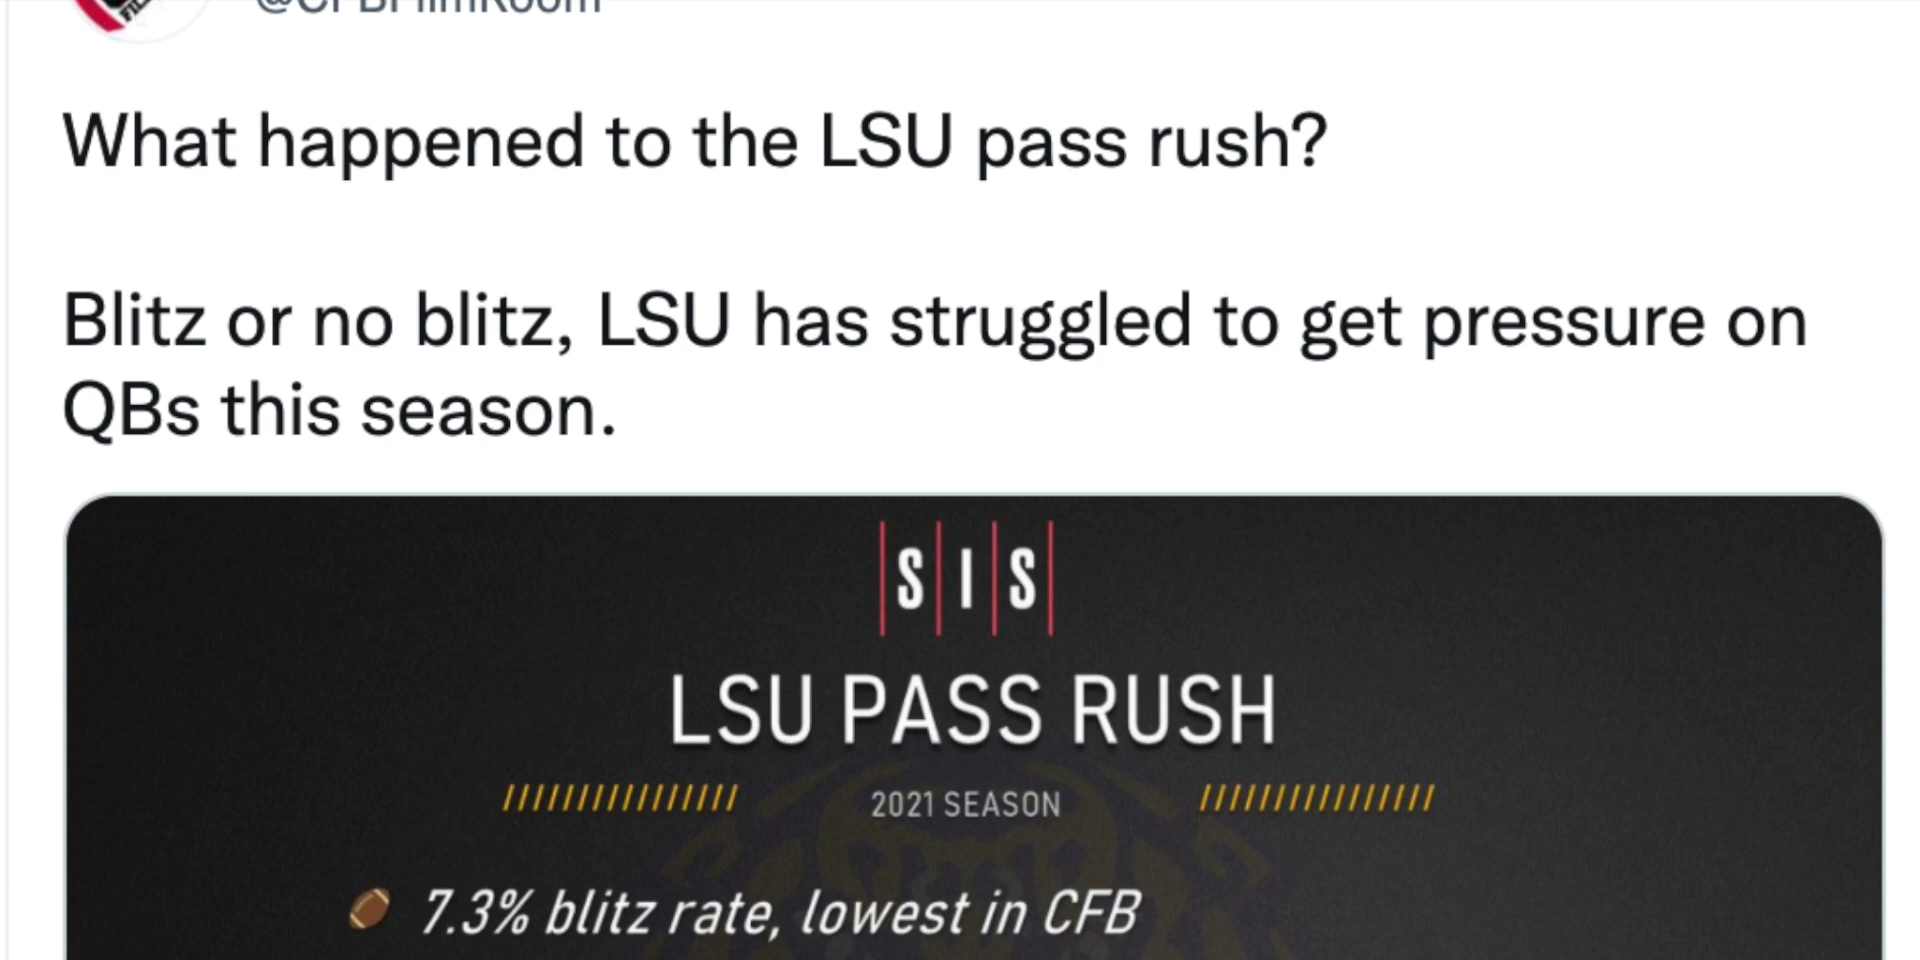 @CFBFilmRoom
What happened to the LSU pass rush?
Blitz or no blitz, LSU has struggled to get pressure on
QBs this season.
SIS
LSU PASS RUSH
2021 SEASON
7.3% blitz rate, lowest in CFB